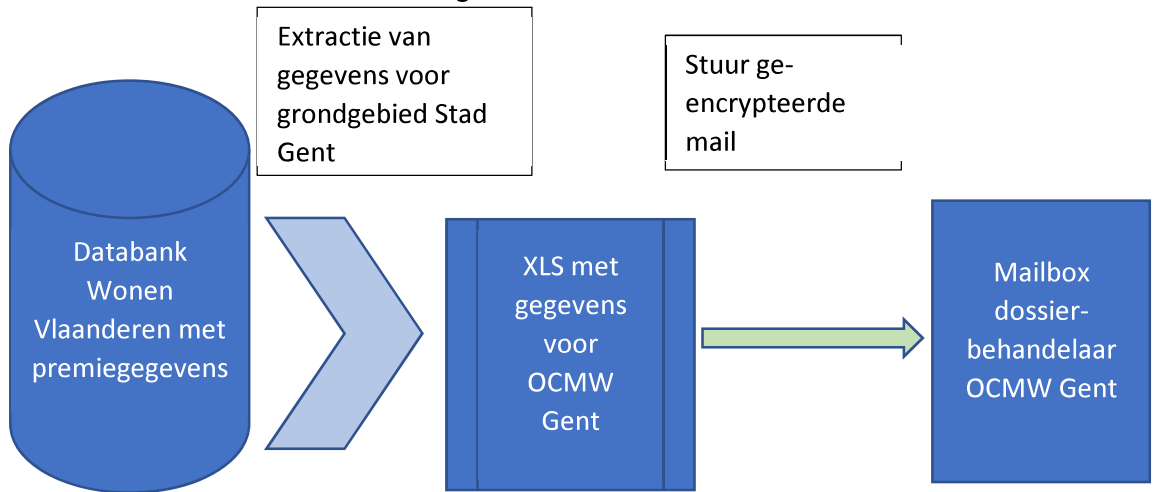 Extractie van
gegevens voor
grondgebied Stad
Gent
Stuur ge-
encrypteerde
mail
Databank
Wonen
Vlaanderen met
premiegegevens
XLS met
gegevens
voor
OCMW
Gent
Mailbox
dossier-
behandelaar
OCMW Gent